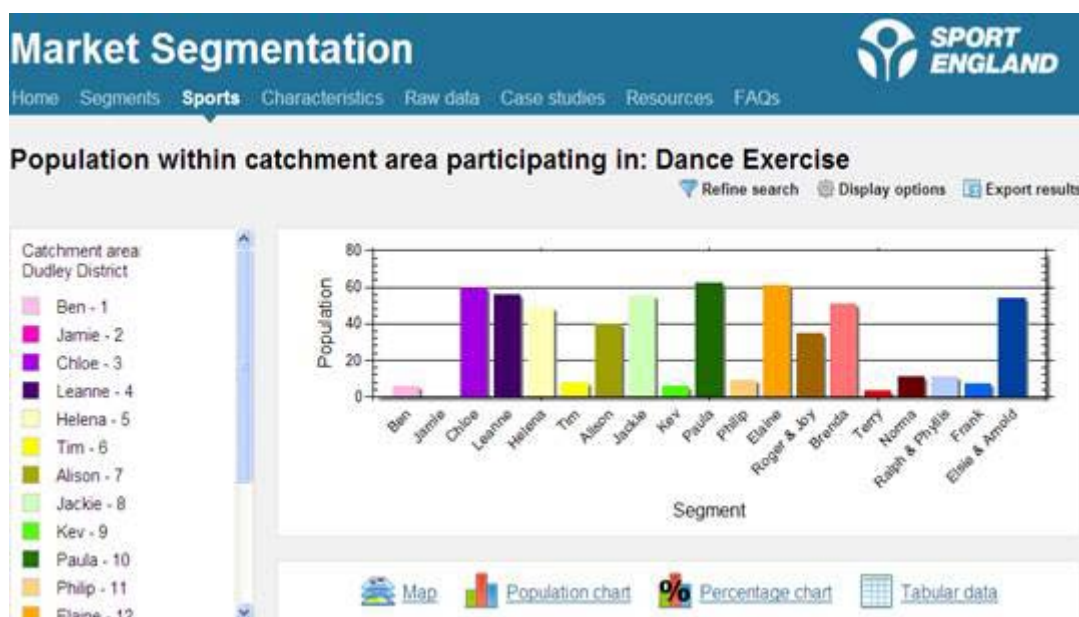 Market Segmentation
SPORT
ENGLAND
Home Segments Sports Characteristics Raw data Case studies Resources FAQs
Population within catchment area participating in: Dance Exercise
Refine search Display options Export results
Catchment area:
Dudley District
Ben - 1
Jamie - 2
Chloe - 3
Leanne - 4
Helena - 5
Tim - 6
Alison - 7
Jackie - 8
Kev - 9
Paula - 10
Philip - 11
Elaine - 12
80
60
40
20
0
Population
Ben
Jamie
Chloe
Leanne
Helena
Tim
Alison
Jackie
Kev
Paula
Philip
Elaine
Roger & Joy
Brenda
Terry
Norma
Ralph & Phyllis
Frank
Elsie & Arnold
Segment
Map Population chart % Percentage chart Tabular data